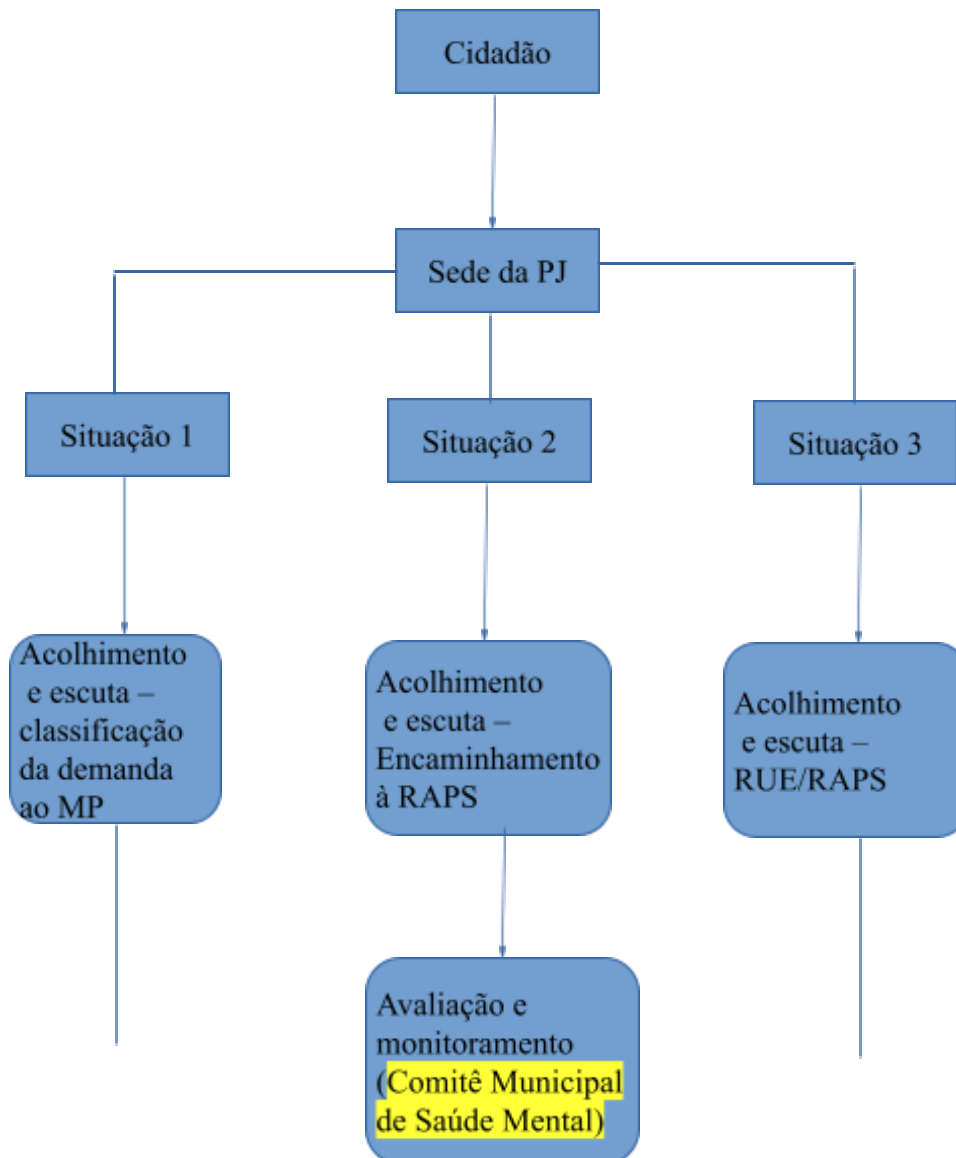 Cidadão
Sede da PJ
Situação 1
Situação 2
Situação 3
Acolhimento
e escuta –
classificação
da demanda
ao MP
Acolhimento
e escuta –
Encaminhamento
à RAPS
Acolhimento
e escuta –
RUE/RAPS
Avaliação e
monitoramento
(Comitê Municipal
de Saúde Mental)